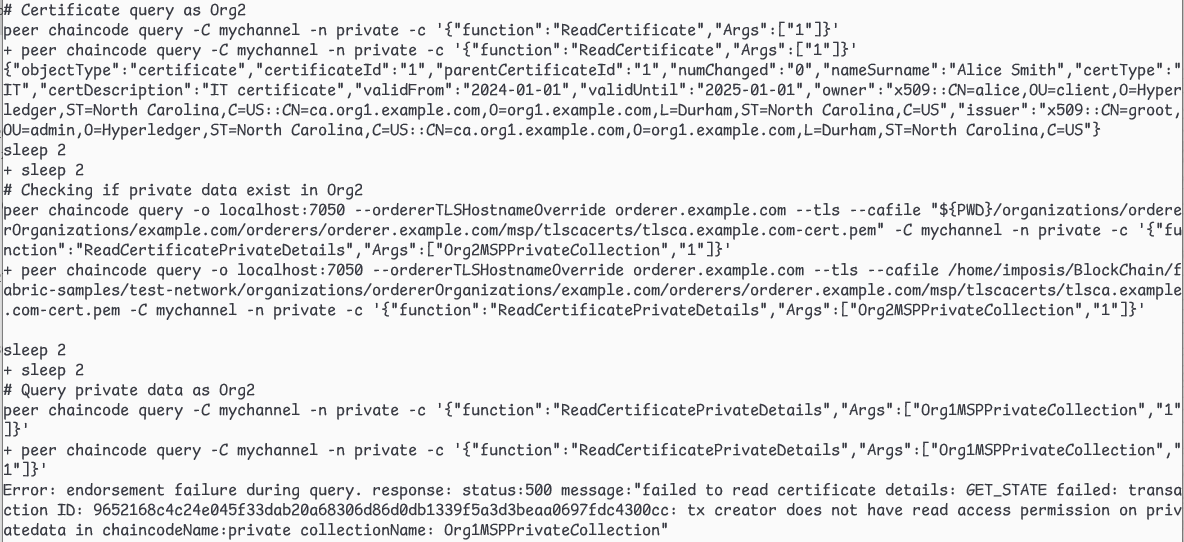 # Certificate query as Org2
peer chaincode query -C mychannel -n private -c '{"function":"ReadCertificate","Args":["1"]}'
+ peer chaincode query -C mychannel -n private -c '{"function":"ReadCertificate","Args":["1"]}'
{"objectType":"certificate","certificateId":"1","parentCertificateId":"1","numChanged":"0","nameSurname":"Alice Smith","certType":"
IT","certDescription":"IT certificate","validFrom":"2024-01-01","validUntil":"2025-01-01","owner":"x509::CN=alice,OU=client,O=Hyper
ledger,ST=North Carolina,C=US::CN=ca.org1.example.com,O=org1.example.com,L=Durham,ST=North Carolina,C=US","issuer":"x509::CN=groot,
OU=admin,O=Hyperledger,ST=North Carolina,C=US::CN=ca.org1.example.com,O=org1.example.com,L=Durham,ST=North Carolina,C=US"}
sleep 2
+ sleep 2
# Checking if private data exist in Org2
peer chaincode query -o localhost:7050 --ordererTLSHostnameOverride orderer.example.com --tls --cafile "${PWD}/organizations/ordere
rOrganizations/example.com/orderers/orderer.example.com/msp/tlscacerts/tlsca.example.com-cert.pem" -C mychannel -n private -c '{"fu
nction":"ReadCertificatePrivateDetails","Args":["Org2MSPPrivateCollection","1"]}'
+ peer chaincode query -o localhost:7050 --ordererTLSHostnameOverride orderer.example.com --tls --cafile /home/imposis/BlockChain/f
abric-samples/test-network/organizations/ordererOrganizations/example.com/orderers/orderer.example.com/msp/tlscacerts/tlsca.example
.com-cert.pem -C mychannel -n private -c '{"function":"ReadCertificatePrivateDetails","Args":["Org2MSPPrivateCollection","1"]}'
sleep 2
+ sleep 2
# Query private data as Org2
peer chaincode query -C mychannel -n private -c '{"function":"ReadCertificatePrivateDetails","Args":["Org1MSPPrivateCollection","1"
]}'
+ peer chaincode query -C mychannel -n private -c '{"function":"ReadCertificatePrivateDetails","Args":["Org1MSPPrivateCollection","
1"]}'
Error: endorsement failure during query. response: status:500 message:"failed to read certificate details: GET_STATE failed: transa
ction ID: 9652168c4c24e045f33dab20a68306d86d0db1339f5a3d3beaa0697fdc4300cc: tx creator does not have read access permission on priv
atedata in chaincodeName:private collectionName: Org1MSPPrivateCollection"